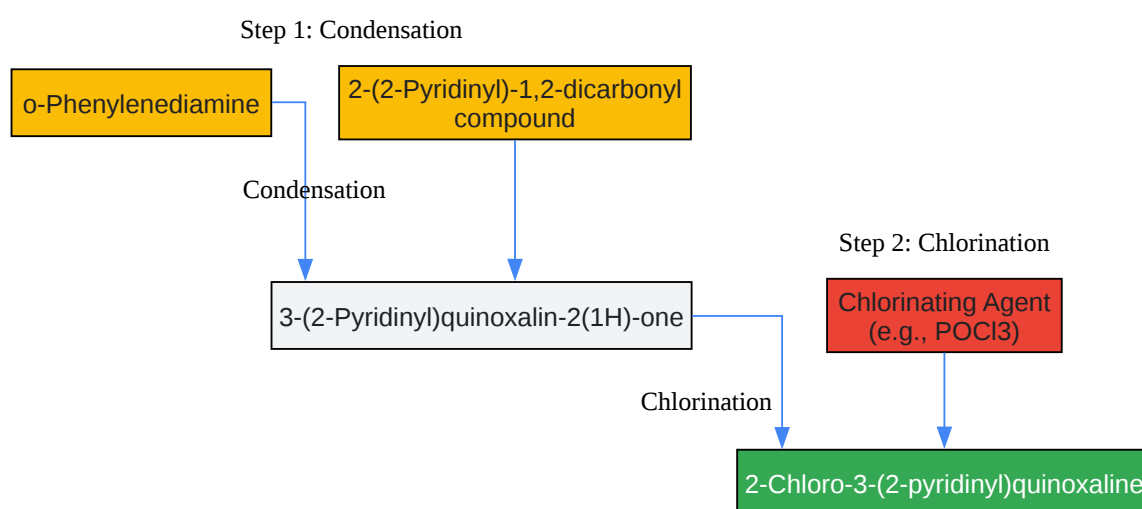 Step 1: Condensation
o-Phenylenediamine
2-(2-Pyridinyl)-1,2-dicarbonyl
compound
Condensation
Step 2: Chlorination
3-(2-Pyridinyl)quinoxalin-2(1H)-one
Chlorinating Agent
(e.g., POCl3)
Chlorination
2-Chloro-3-(2-pyridinyl)quinoxaline